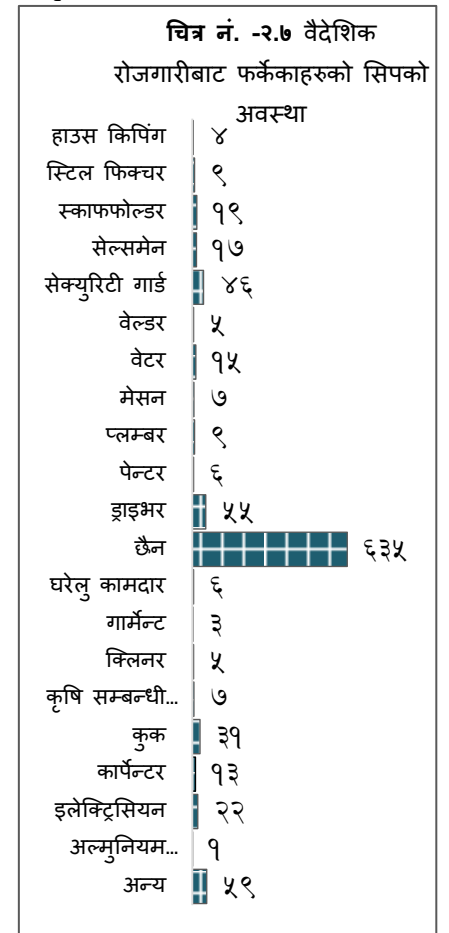 चित्र नं. -२.७ वैदेशिक
रोजगारीबाट फर्केकाहरुको सिपको
अवस्था
हाउस किपिंग ४
स्टिल फिक्चर ९
स्काफफोल्डर १९
सेल्समेन १७
सेक्युरिटी गार्ड ४६
वेल्डर ५
वेटर १५
मेसन ७
प्लम्बर ९
पेन्टर ६
ड्राइभर ५५
छैन ६३५
घरेलु कामदार ६
गार्मेन्ट ३
क्लिनर ५
कृषि सम्बन्धी... ७
कुक ३१
कार्पेन्टर १३
इलेक्ट्रिसियन २२
अल्मुनियम... १
अन्य ५९